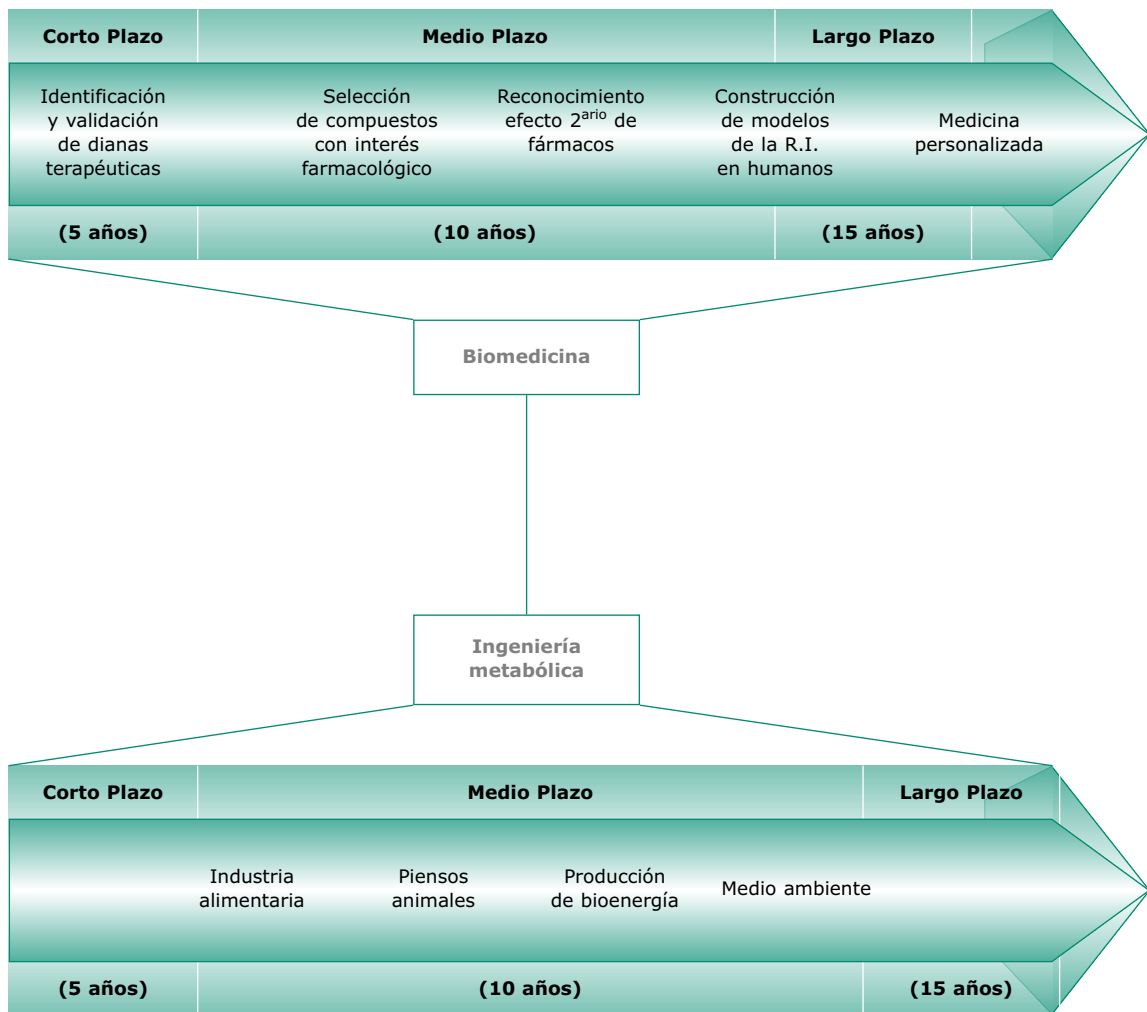 Corto Plazo
Medio Plazo
Largo Plazo
Identificación
y validación
de dianas
terapéuticas
Selección
de compuestos
con interés
farmacológico
Reconocimiento
efecto 2ario de
fármacos
Construcción
de modelos
de la R.I.
en humanos
Medicina
personalizada
(5 años)
(10 años)
(15 años)
Biomedicina
Ingeniería
metabólica
Corto Plazo
Medio Plazo
Largo Plazo
Industria
alimentaria
Piensos
animales
Producción
de bioenergía
Medio ambiente
(5 años)
(10 años)
(15 años)